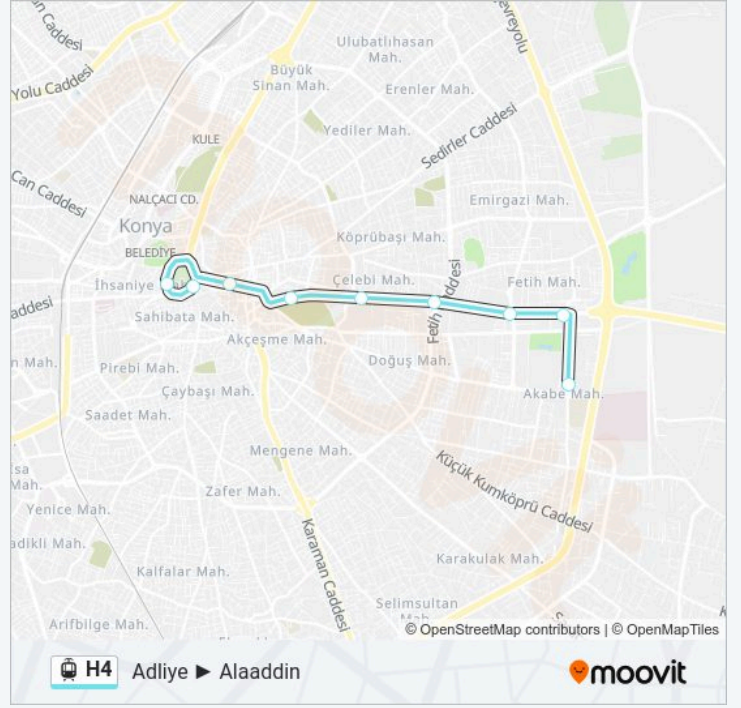 Caddesi
evreyolu
Ulubatlıhasan
Mah.
Büyük
Sinan Mah.
Yolu Caddesi
Erenler Mah.
Yediler Mah.
Sedirler Caddesi
KULE
Can Caddesi
NALÇACI CD.
Emirgazi Mah.
Konya
Köprübaşı Mah.
BELEDİYE
İhsaniye
Çelebi Mah.
Fetih Mah.
addesi
Sahibata Mah.
Fetih Caddesi
Akçeşme Mah.
n Mah.
Pirebi Mah.
Doğuş Mah.
Çaybaşı Mah.
Akabe Mah.
Saadet Mah.
Mengene Mah.
Küçük Kumköprü Caddesi
sa
Mah.
Zafer Mah.
Yenice Mah.
Karaman Caddesi
adikli Mah.
Kalfalar Mah.
Karakulak Mah.
Selimsultan
Mah.
Arifbilge Mah.
© OpenStreetMap contributors | © OpenMapTiles
H4 Adliye ► Alaaddin
moovit